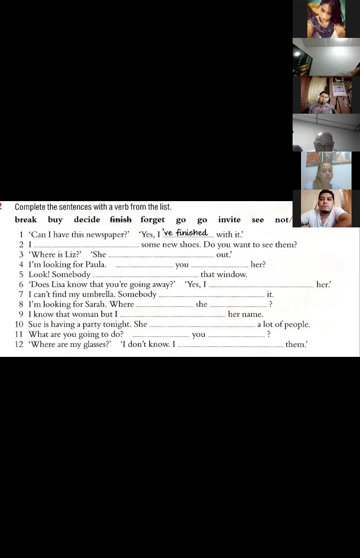 Complete the sentences with a verb from the list.
break buy decide finish forget go go invite see not/
1 'Can I have this newspaper?' 'Yes, I 've finished with it.'
2 I ........ some new shoes. Do you want to see them?
3 'Where is Liz?' 'She ........ out.'
4 I'm looking for Paula. ........ you ........ her?
5 Look! Somebody ........ that window.
6 'Does Lisa know that you're going away?' 'Yes, I ........ her.'
7 I can't find my umbrella. Somebody ........ it.
8 I'm looking for Sarah. Where ........ she ........ ?
9 I know that woman but I ........ her name.
10 Sue is having a party tonight. She ........ a lot of people.
11 What are you going to do? ........ you ........ ?
12 'Where are my glasses?' 'I don't know. I ........ them.'